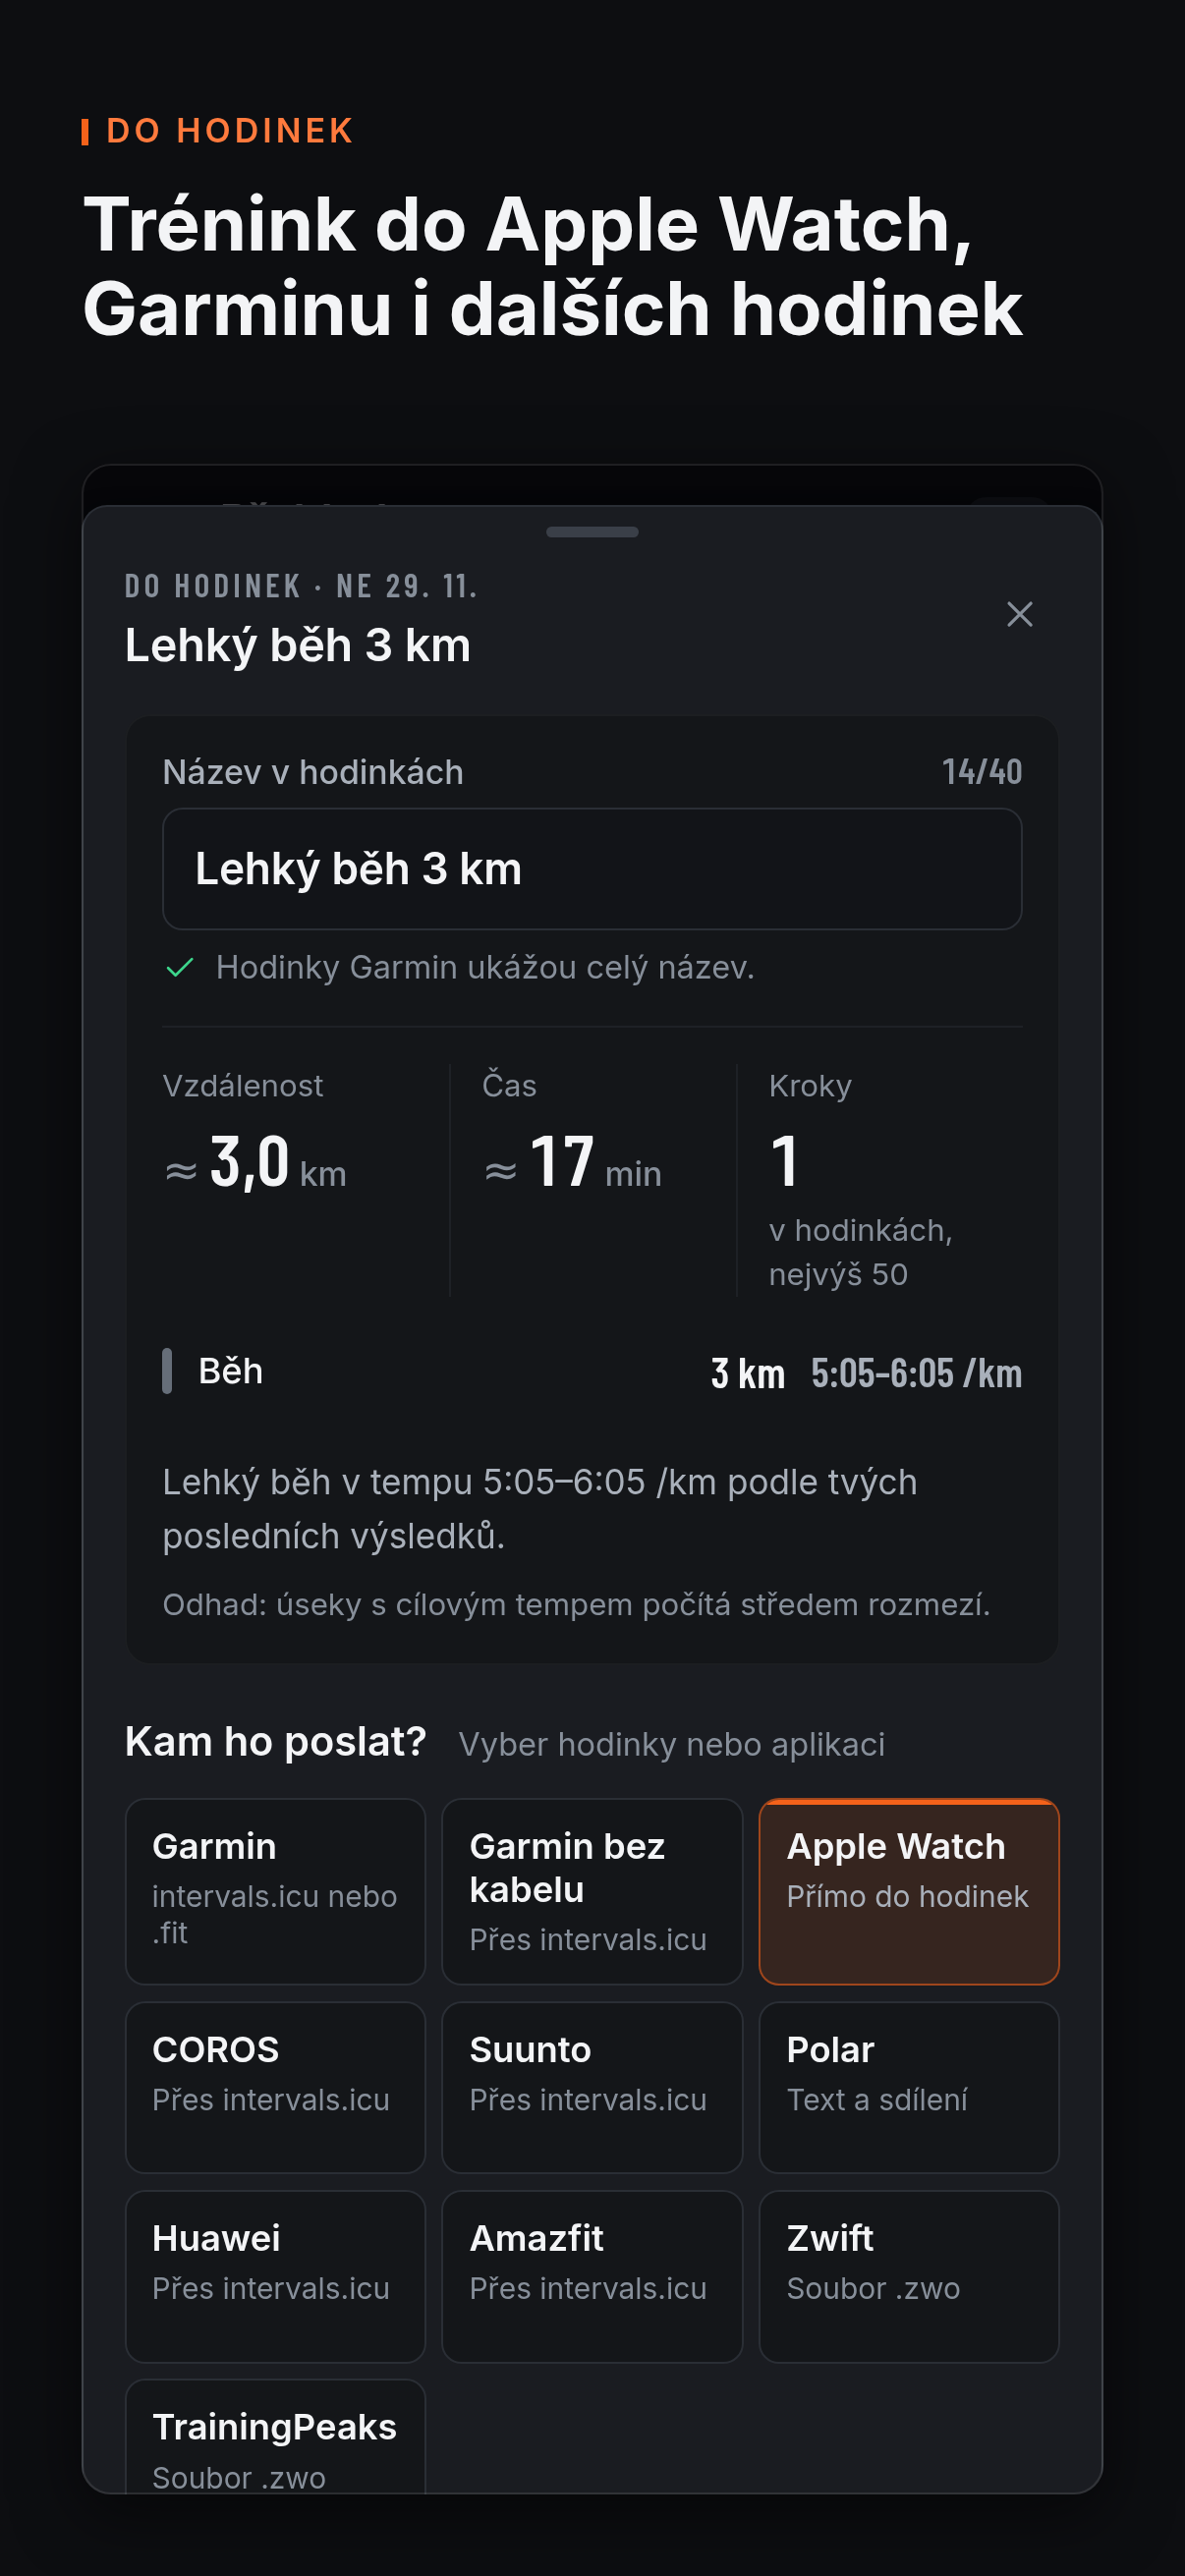 DO HODINEK
Trénink do Apple Watch,
Garminu i dalších hodinek
DO HODINEK · NE 29. 11.
Lehký běh 3 km
Název v hodinkách 14/40
Lehký běh 3 km
Hodinky Garmin ukážou celý název.
Vzdálenost Čas Kroky
≈ 3,0 km ≈ 17 min 1
v hodinkách,
nejvýš 50
Běh 3 km 5:05–6:05 /km
Lehký běh v tempu 5:05–6:05 /km podle tvých
posledních výsledků.
Odhad: úseky s cílovým tempem počítá středem rozmezí.
Kam ho poslat? Vyber hodinky nebo aplikaci
Garmin
intervals.icu nebo
.fit
Garmin bez
kabelu
Přes intervals.icu
Apple Watch
Přímo do hodinek
COROS
Přes intervals.icu
Suunto
Přes intervals.icu
Polar
Text a sdílení
Huawei
Přes intervals.icu
Amazfit
Přes intervals.icu
Zwift
Soubor .zwo
TrainingPeaks
Soubor .zwo